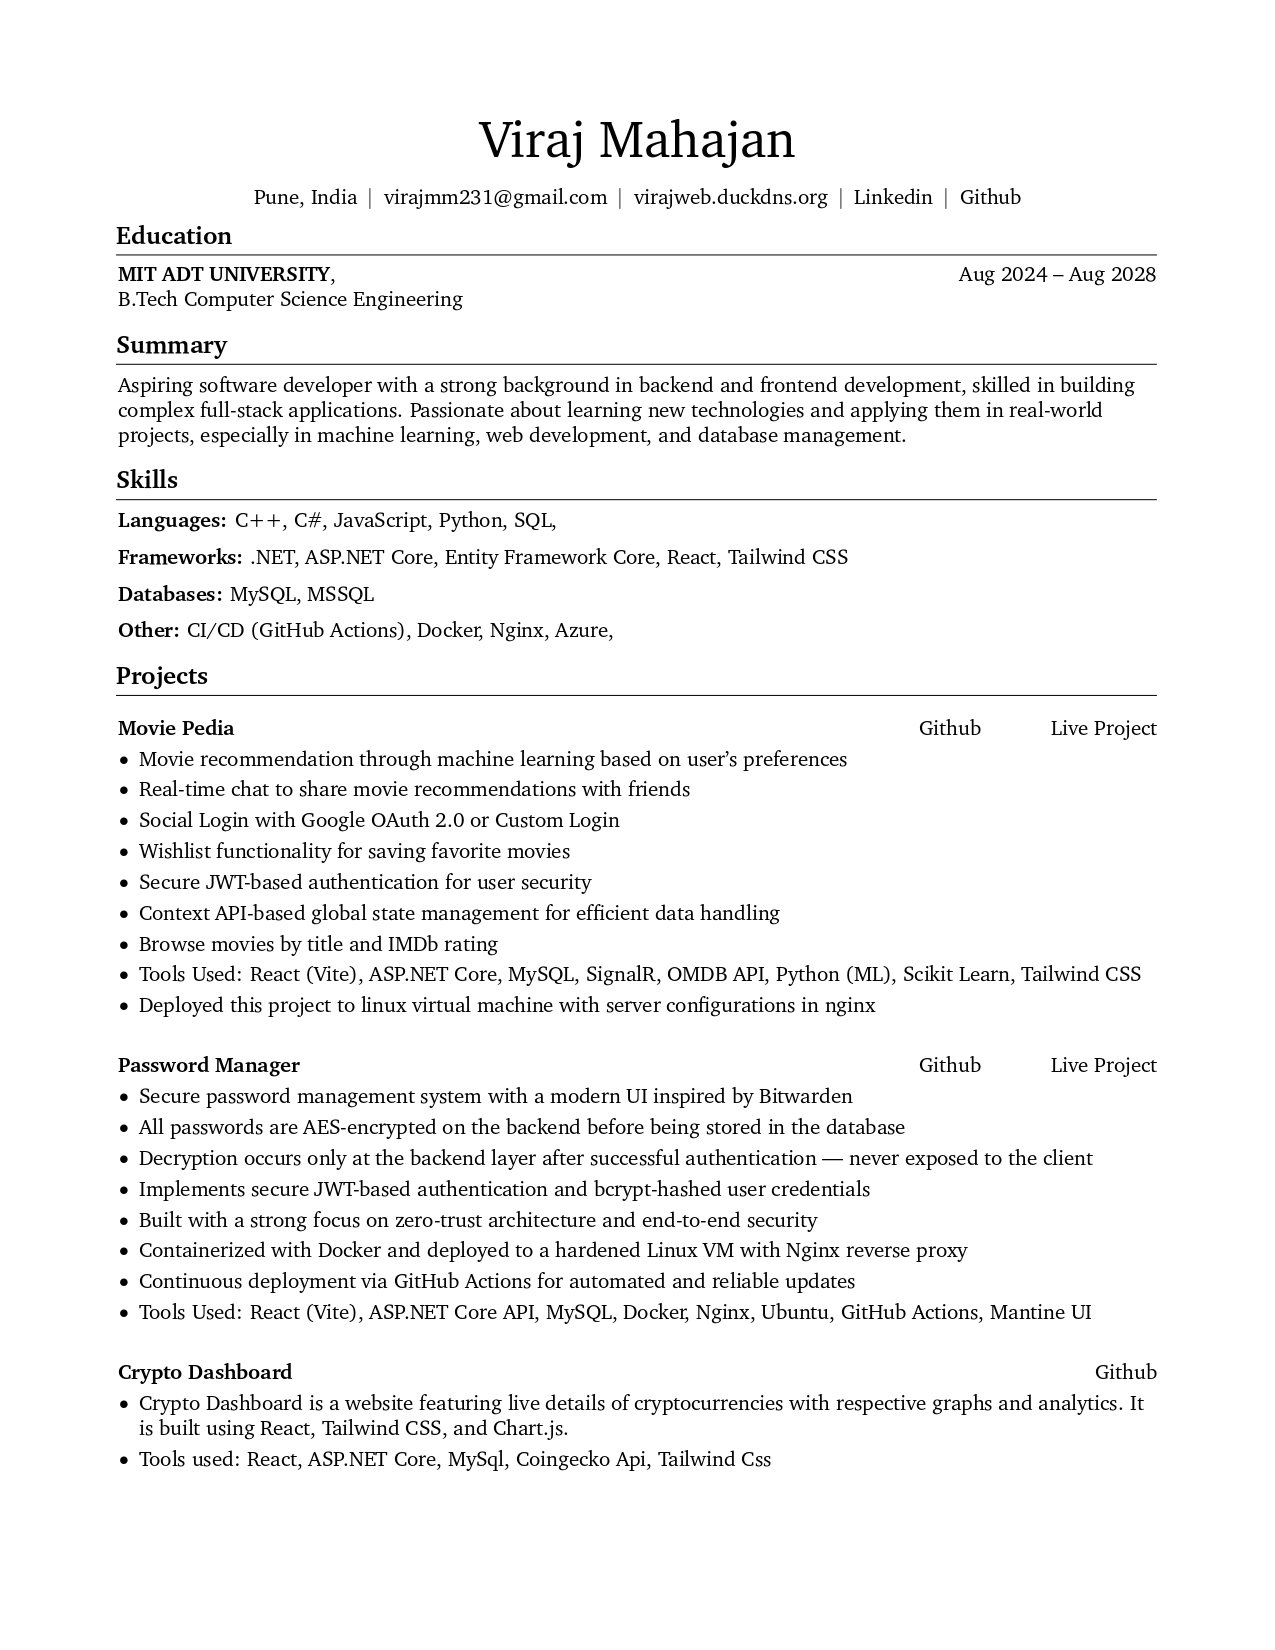 Viraj Mahajan
Pune, India | virajmm231@gmail.com | virajweb.duckdns.org | Linkedin | Github
Education
MIT ADT UNIVERSITY, Aug 2024 – Aug 2028
B.Tech Computer Science Engineering
Summary
Aspiring software developer with a strong background in backend and frontend development, skilled in building
complex full-stack applications. Passionate about learning new technologies and applying them in real-world
projects, especially in machine learning, web development, and database management.
Skills
Languages: C++, C#, JavaScript, Python, SQL,
Frameworks: .NET, ASP.NET Core, Entity Framework Core, React, Tailwind CSS
Databases: MySQL, MSSQL
Other: CI/CD (GitHub Actions), Docker, Nginx, Azure,
Projects
Movie Pedia Github Live Project
• Movie recommendation through machine learning based on user’s preferences
• Real-time chat to share movie recommendations with friends
• Social Login with Google OAuth 2.0 or Custom Login
• Wishlist functionality for saving favorite movies
• Secure JWT-based authentication for user security
• Context API-based global state management for efficient data handling
• Browse movies by title and IMDb rating
• Tools Used: React (Vite), ASP.NET Core, MySQL, SignalR, OMDB API, Python (ML), Scikit Learn, Tailwind CSS
• Deployed this project to linux virtual machine with server configurations in nginx
Password Manager Github Live Project
• Secure password management system with a modern UI inspired by Bitwarden
• All passwords are AES-encrypted on the backend before being stored in the database
• Decryption occurs only at the backend layer after successful authentication — never exposed to the client
• Implements secure JWT-based authentication and bcrypt-hashed user credentials
• Built with a strong focus on zero-trust architecture and end-to-end security
• Containerized with Docker and deployed to a hardened Linux VM with Nginx reverse proxy
• Continuous deployment via GitHub Actions for automated and reliable updates
• Tools Used: React (Vite), ASP.NET Core API, MySQL, Docker, Nginx, Ubuntu, GitHub Actions, Mantine UI
Crypto Dashboard Github
• Crypto Dashboard is a website featuring live details of cryptocurrencies with respective graphs and analytics. It
is built using React, Tailwind CSS, and Chart.js.
• Tools used: React, ASP.NET Core, MySql, Coingecko Api, Tailwind Css